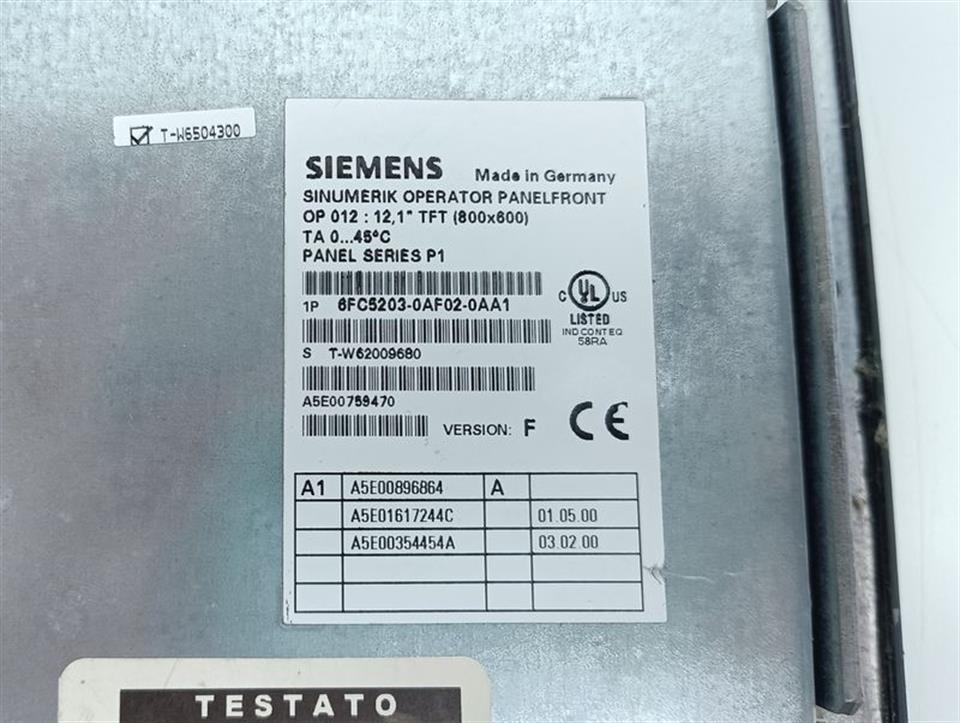 T-W6504300
SIEMENS Made in Germany
SINUMERIK OPERATOR PANELFRONT
OP 012 : 12,1" TFT (800x600)
TA 0...45°C
PANEL SERIES P1
1P 6FC5203-0AF02-0AA1
C UL US
LISTED
IND CONT EQ
58RA
S T-W62009680
A5E00759470
VERSION: F CE
A1 A5E00896864 A
A5E01617244C 01.05.00
A5E00354454A 03.02.00
TESTATO